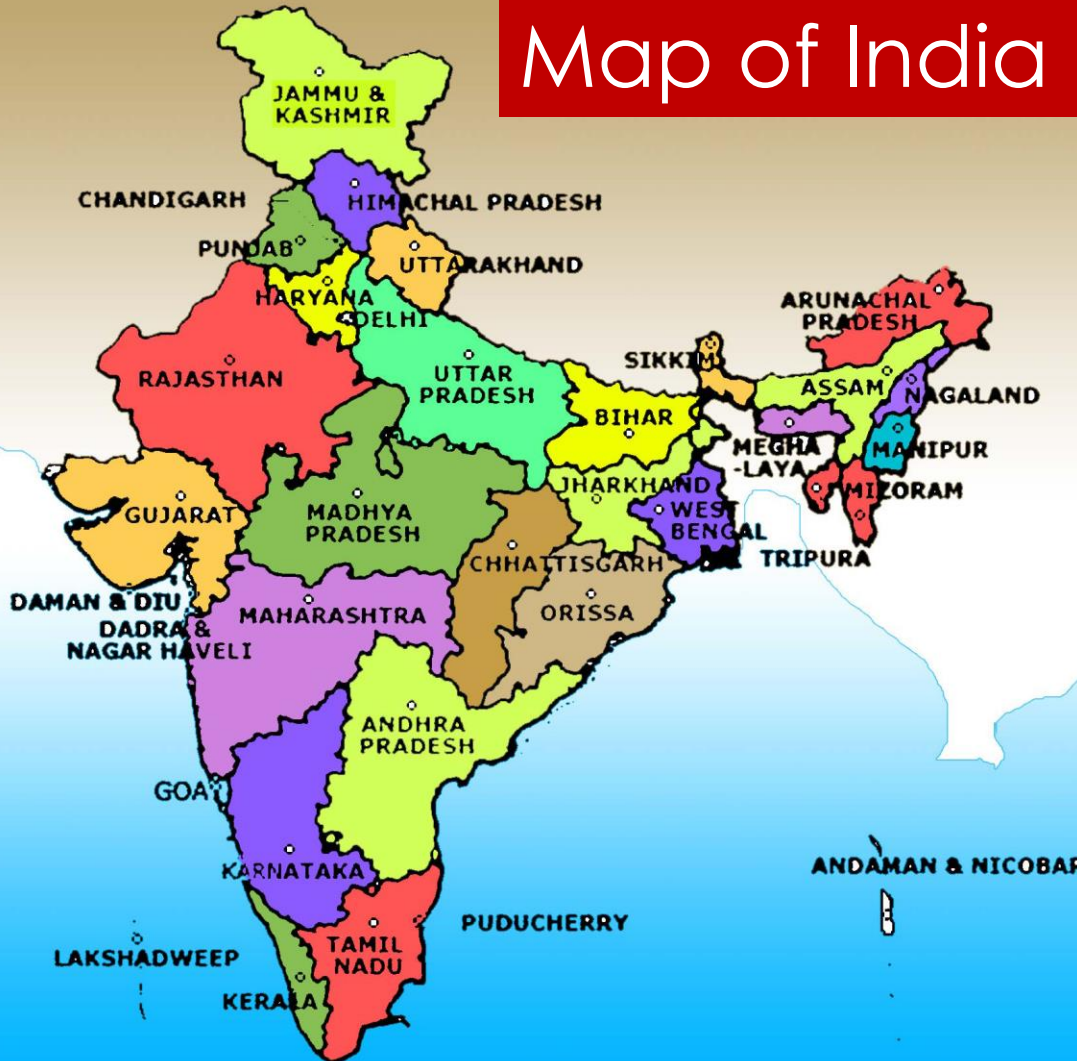 Map of India
JAMMU &
KASHMIR
CHANDIGARH
HIMACHAL PRADESH
PUNJAB
UTTARAKHAND
HARYANA
DELHI
ARUNACHAL
PRADESH
SIKKIM
RAJASTHAN
UTTAR
PRADESH
ASSAM
NAGALAND
BIHAR
MEGHA
-LAYA
MANIPUR
JHARKHAND
MIZORAM
GUJARAT
MADHYA
PRADESH
WEST
BENGAL
TRIPURA
CHHATTISGARH
DAMAN & DIU
MAHARASHTRA
ORISSA
DADRA &
NAGAR HAVELI
ANDHRA
PRADESH
GOA
KARNATAKA
ANDAMAN & NICOBAR
PUDUCHERRY
LAKSHADWEEP
TAMIL
NADU
KERALA